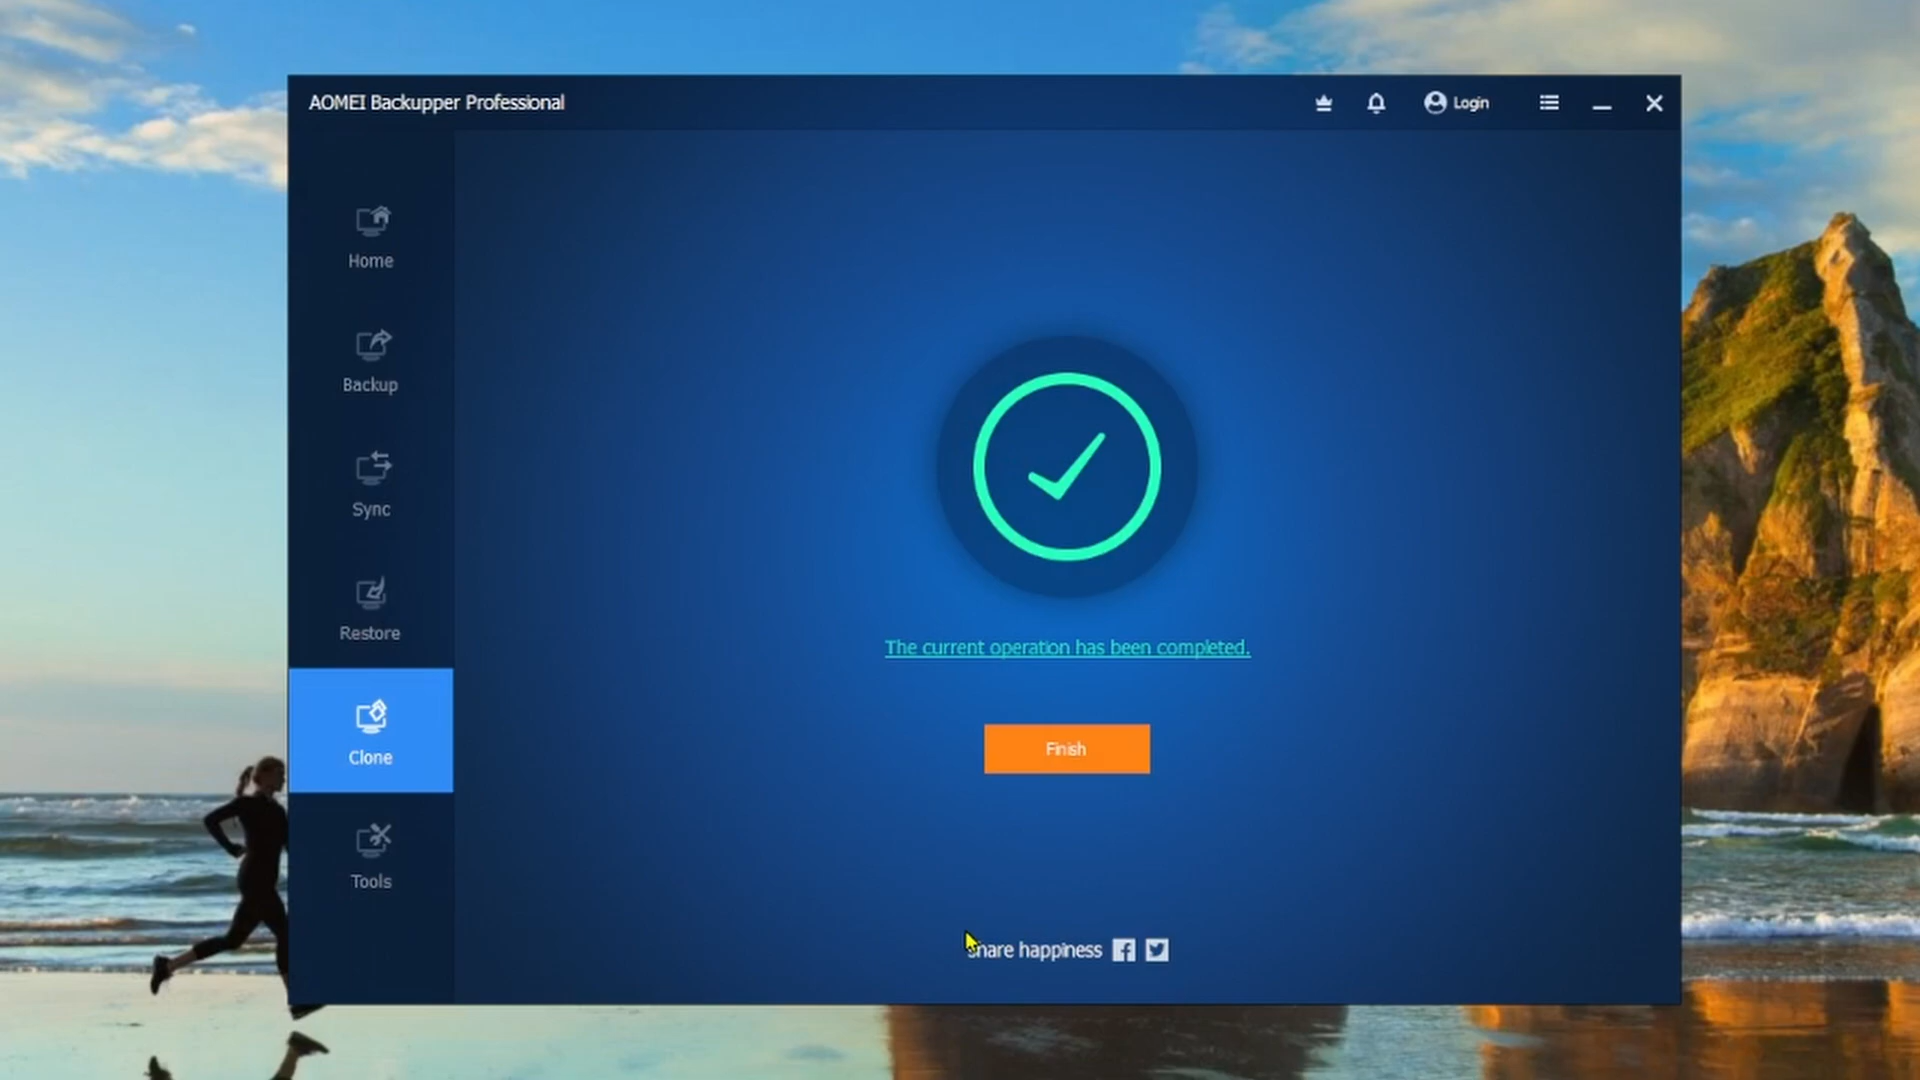 AOMEI Backupper Professional
Login
Home
Backup
Sync
Restore
Clone
Tools
The current operation has been completed.
Finish
hare happiness